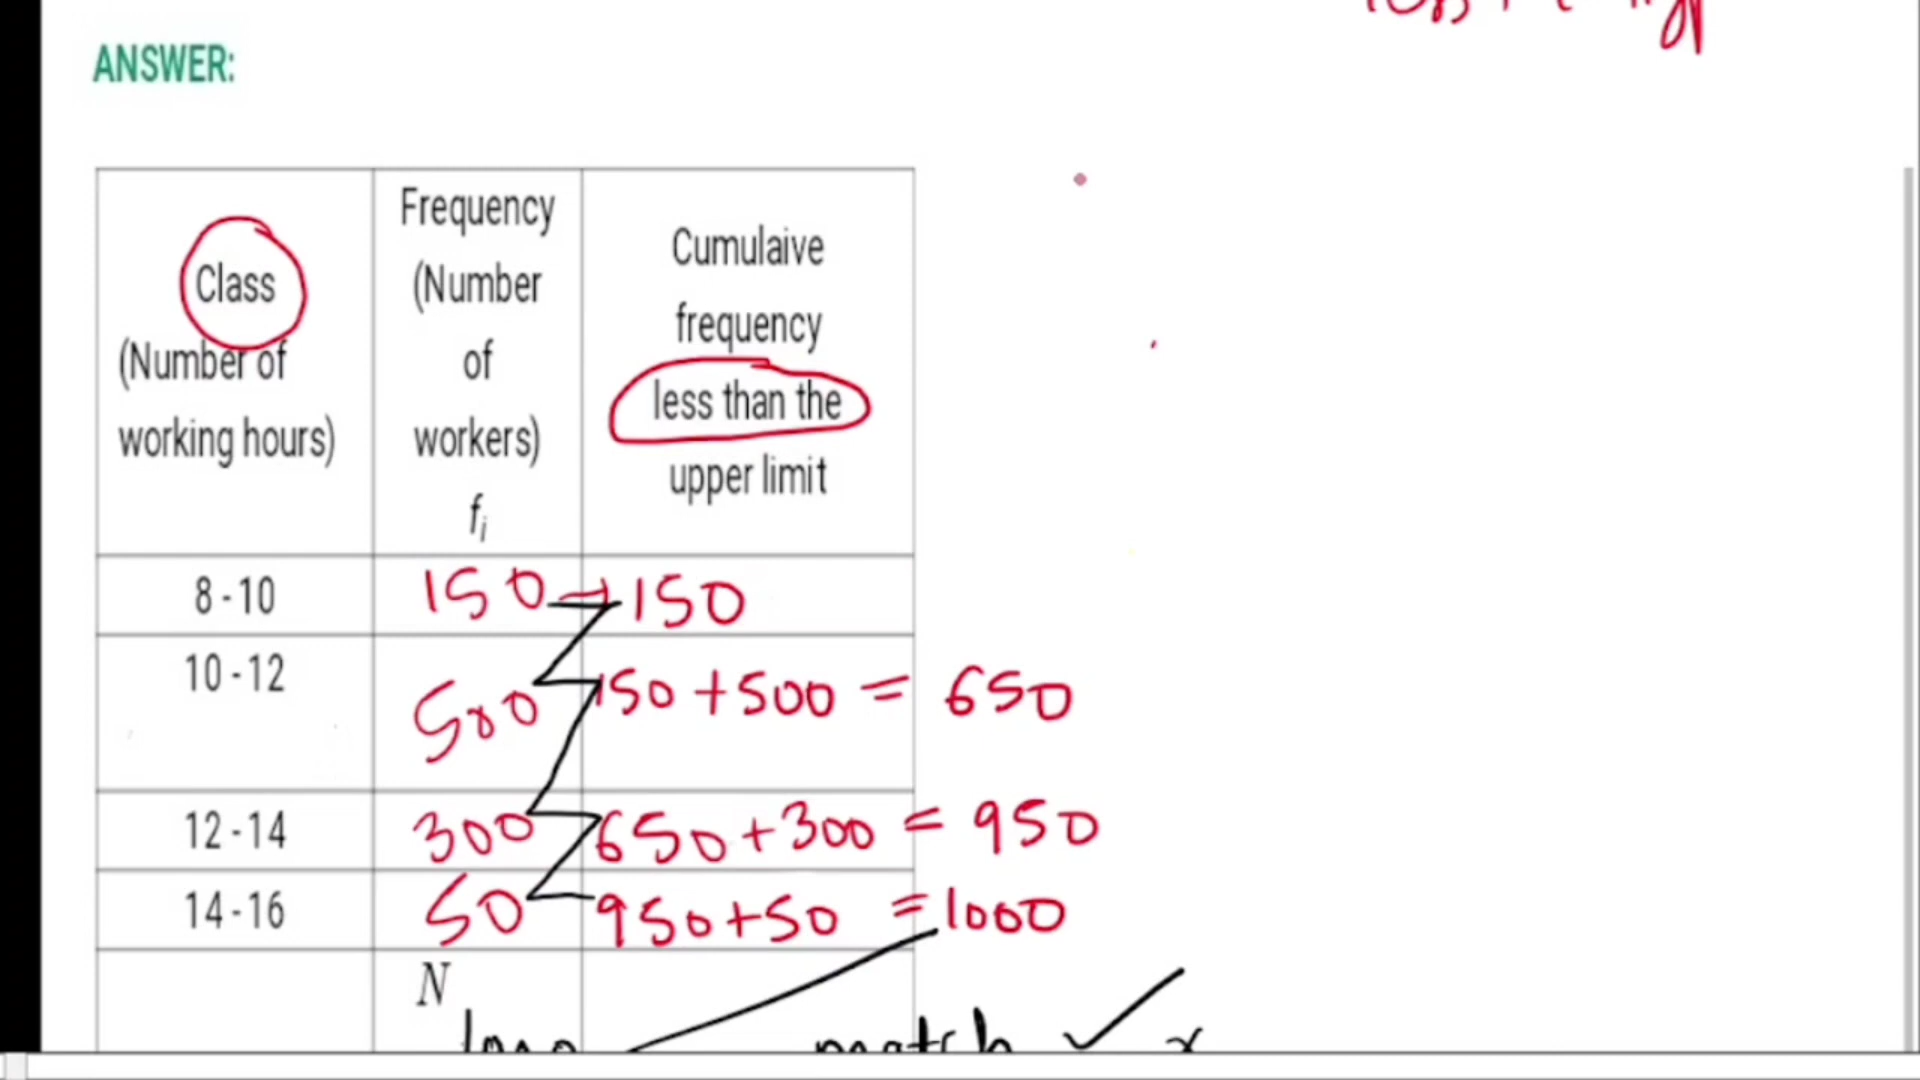 ANSWER:
Class
(Number of
working hours)
Frequency
(Number
of
workers)
fi
Cumulaive
frequency
less than the
upper limit
8 - 10 150 → 150
10 - 12 500 150 + 500 = 650
12 - 14 300 650 + 300 = 950
14 - 16 50 950 + 50 = 1000
N
match ✓